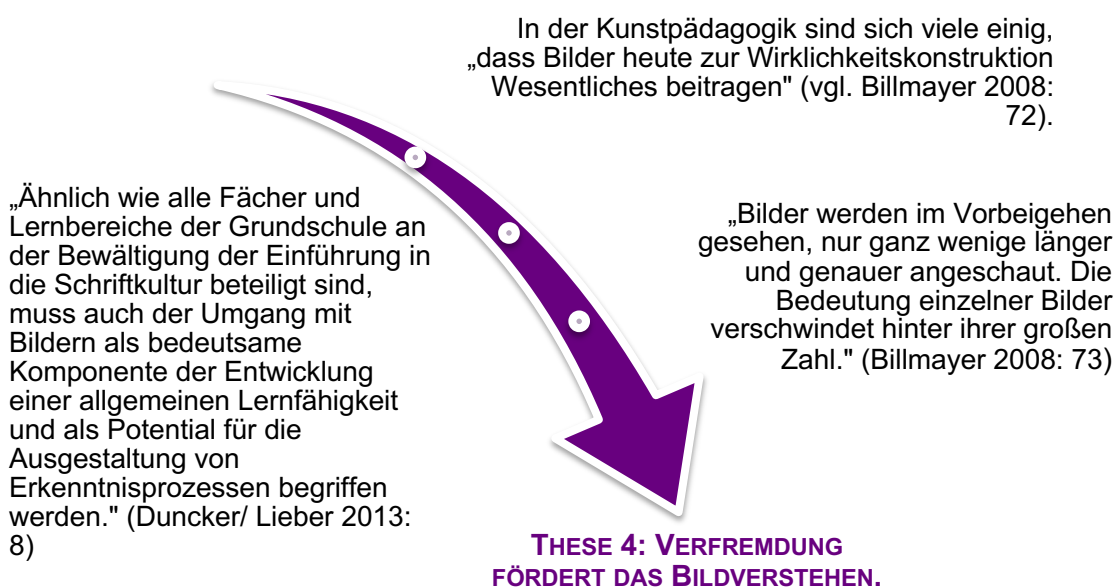 In der Kunstpädagogik sind sich viele einig,
„dass Bilder heute zur Wirklichkeitskonstruktion
Wesentliches beitragen" (vgl. Billmayer 2008:
72).
„Ähnlich wie alle Fächer und
Lernbereiche der Grundschule an
der Bewältigung der Einführung in
die Schriftkultur beteiligt sind,
muss auch der Umgang mit
Bildern als bedeutsame
Komponente der Entwicklung
einer allgemeinen Lernfähigkeit
und als Potential für die
Ausgestaltung von
Erkenntnisprozessen begriffen
werden." (Duncker/ Lieber 2013:
8)
„Bilder werden im Vorbeigehen
gesehen, nur ganz wenige länger
und genauer angeschaut. Die
Bedeutung einzelner Bilder
verschwindet hinter ihrer großen
Zahl." (Billmayer 2008: 73)
THESE 4: VERFREMDUNG
FÖRDERT DAS BILDVERSTEHEN.